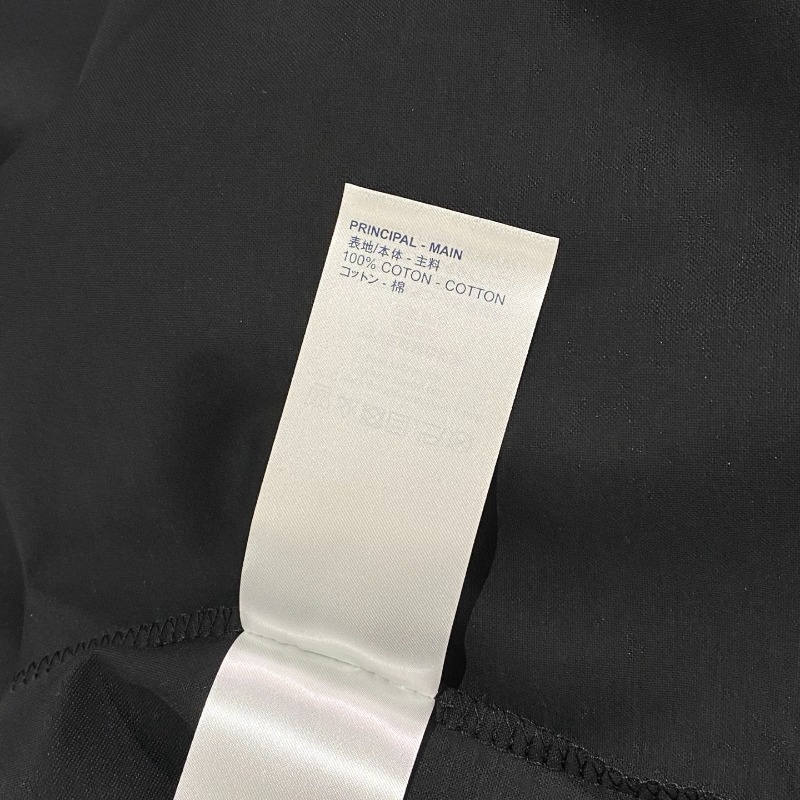 PRINCIPAL - MAIN
表地/本体 - 主料
100% COTON - COTTON
コットン - 棉